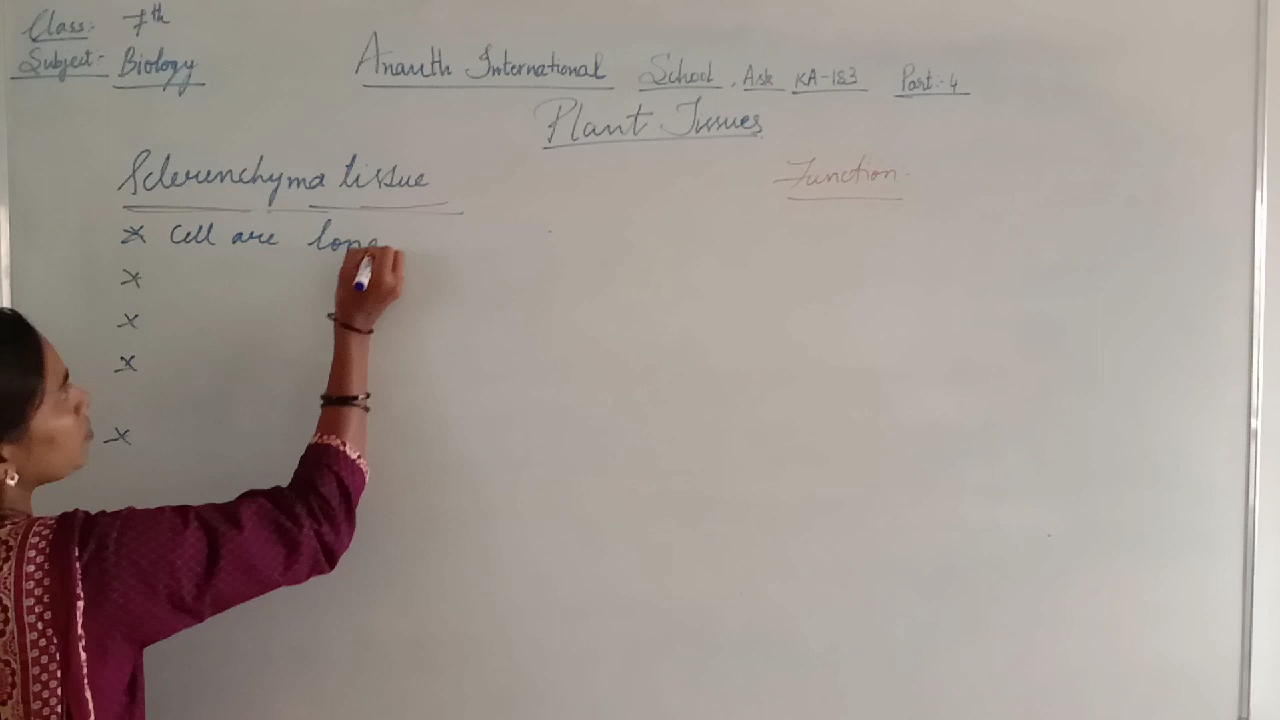 Class:- 7th
Subject:- Biology
Ananth International School, Ask KA-183 Part:- 4
Plant Tissues
Sclerenchyma tissue
Function
* Cell are long
*
*
*
*